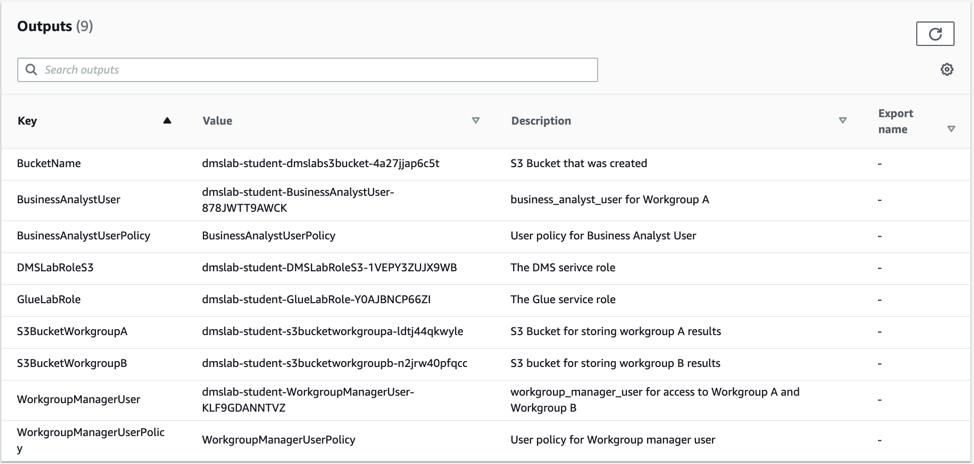 Outputs (9)
Search outputs
Key Value Description Export
name
BucketName dmslab-student-dmslabs3bucket-4a27jjap6c5t S3 Bucket that was created -
BusinessAnalystUser dmslab-student-BusinessAnalystUser-
878JWTT9AWCK business_analyst_user for Workgroup A -
BusinessAnalystUserPolicy BusinessAnalystUserPolicy User policy for Business Analyst User -
DMSLabRoleS3 dmslab-student-DMSLabRoleS3-1VEPY3ZUJX9WB The DMS serivce role -
GlueLabRole dmslab-student-GlueLabRole-Y0AJBNCP66ZI The Glue service role -
S3BucketWorkgroupA dmslab-student-s3bucketworkgroupa-ldtj44qkwyle S3 Bucket for storing workgroup A results -
S3BucketWorkgroupB dmslab-student-s3bucketworkgroupb-n2jrw40pfqcc S3 bucket for storing workgroup B results -
WorkgroupManagerUser dmslab-student-WorkgroupManagerUser-
KLF9GDANNTVZ workgroup_manager_user for access to Workgroup A and
Workgroup B -
WorkgroupManagerUserPolic
y WorkgroupManagerUserPolicy User policy for Workgroup manager user -